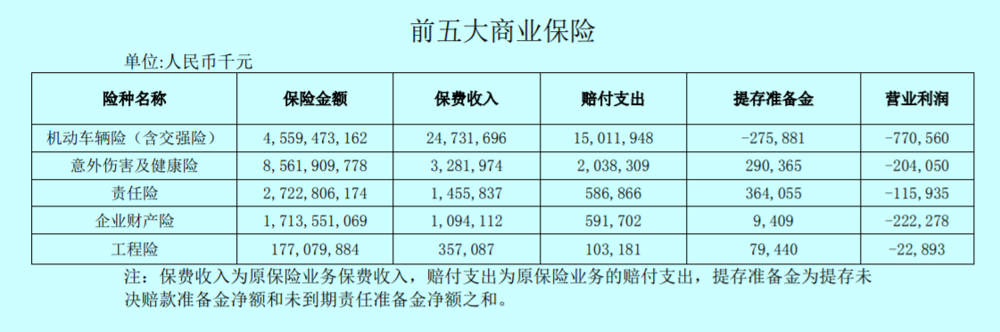 前五大商业保险
单位:人民币千元
险种名称 保险金额 保费收入 赔付支出 提存准备金 营业利润
机动车辆险（含交强险） 4,559,473,162 24,731,696 15,011,948 -275,881 -770,560
意外伤害及健康险 8,561,909,778 3,281,974 2,038,309 290,365 -204,050
责任险 2,722,806,174 1,455,837 586,866 364,055 -115,935
企业财产险 1,713,551,069 1,094,112 591,702 9,409 -222,278
工程险 177,079,884 357,087 103,181 79,440 -22,893
注：保费收入为原保险业务保费收入，赔付支出为原保险业务的赔付支出，提存准备金为提存未
决赔款准备金净额和未到期责任准备金净额之和。